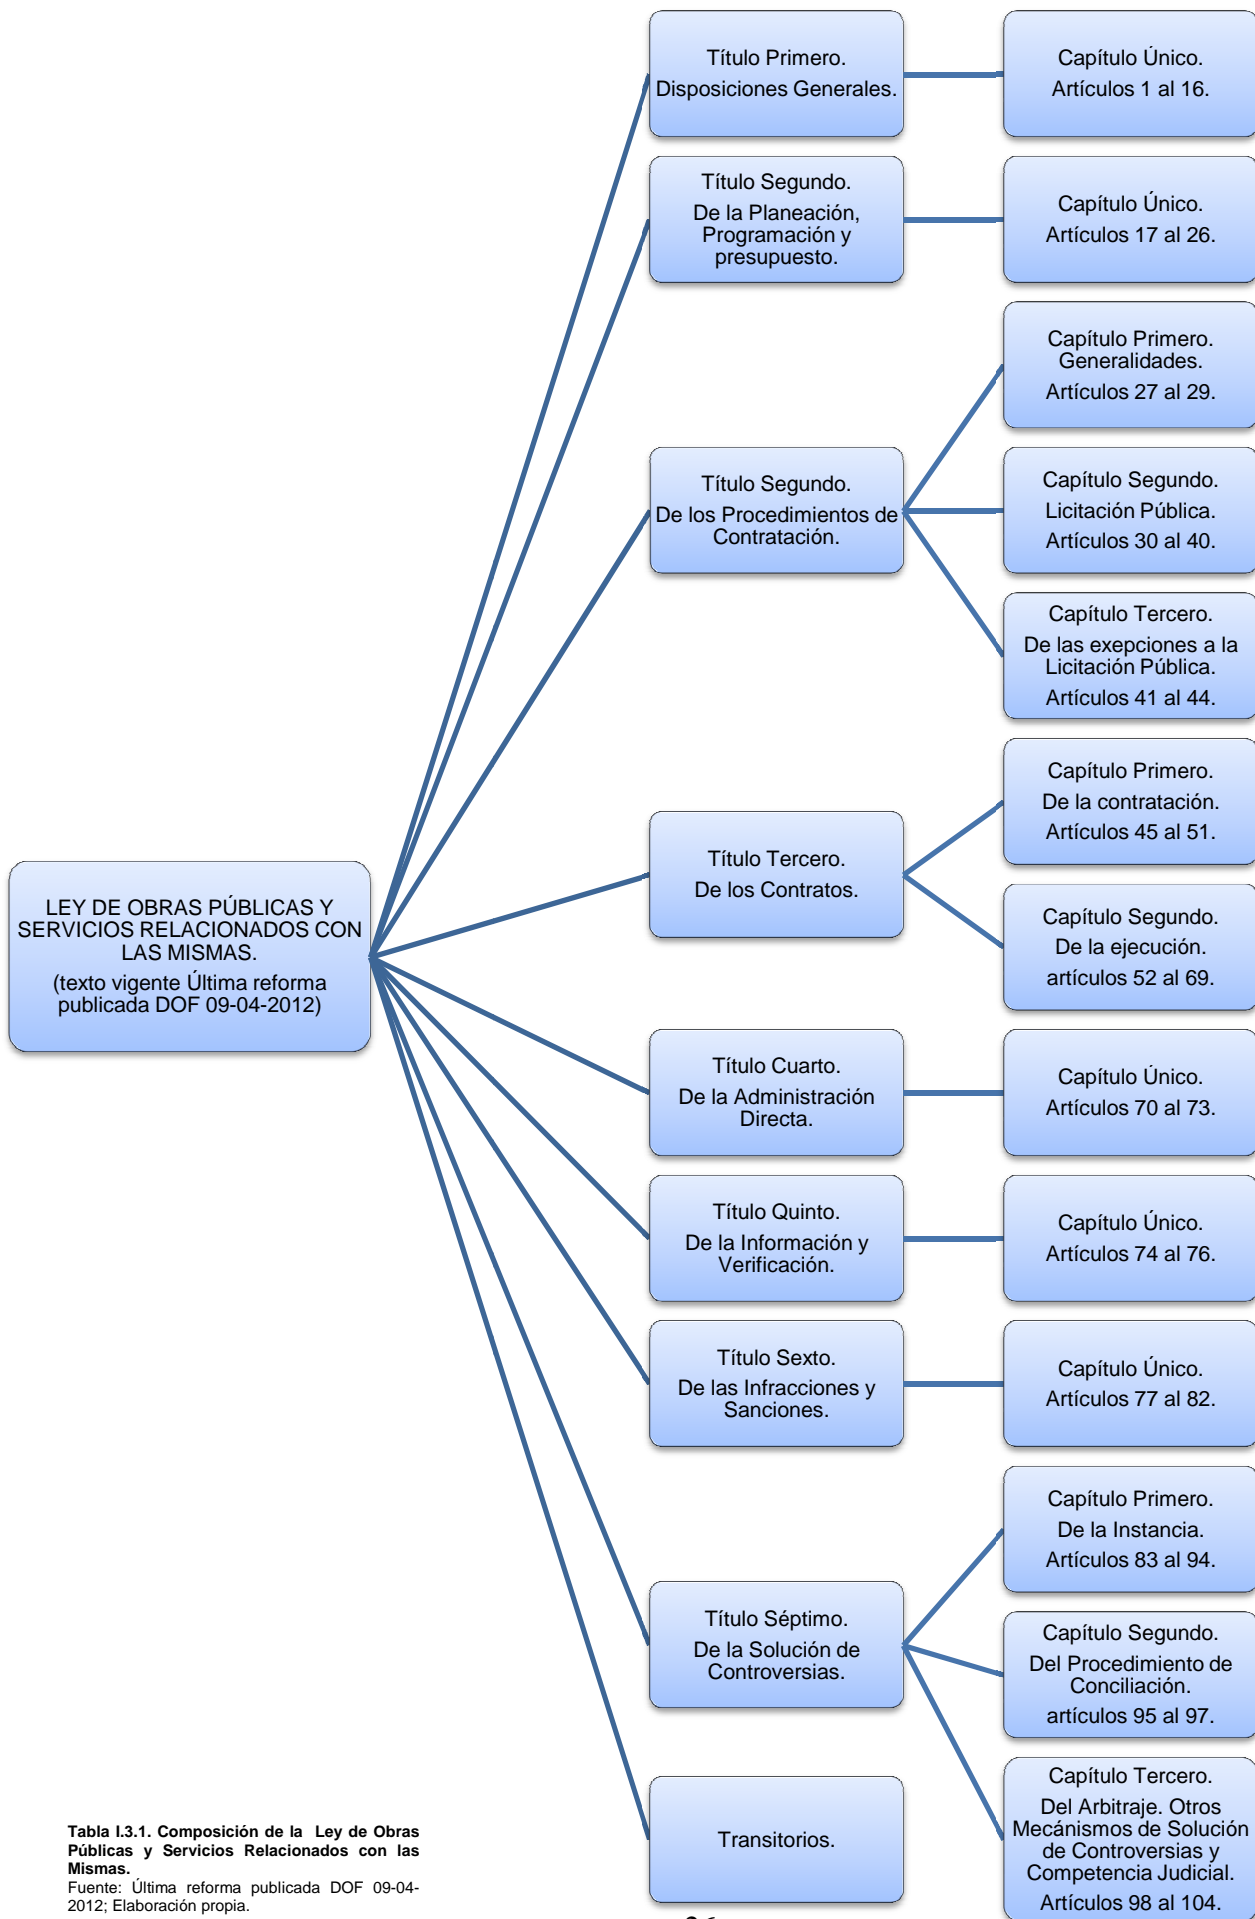 Título Primero.
Disposiciones Generales.
Capítulo Único.
Artículos 1 al 16.
Título Segundo.
De la Planeación,
Programación y
presupuesto.
Capítulo Único.
Artículos 17 al 26.
Título Segundo.
De los Procedimientos de
Contratación.
Capítulo Primero.
Generalidades.
Artículos 27 al 29.
Capítulo Segundo.
Licitación Pública.
Artículos 30 al 40.
Capítulo Tercero.
De las exepciones a la
Licitación Pública.
Artículos 41 al 44.
LEY DE OBRAS PÚBLICAS Y
SERVICIOS RELACIONADOS CON
LAS MISMAS.
(texto vigente Última reforma
publicada DOF 09-04-2012)
Título Tercero.
De los Contratos.
Capítulo Primero.
De la contratación.
Artículos 45 al 51.
Capítulo Segundo.
De la ejecución.
artículos 52 al 69.
Título Cuarto.
De la Administración
Directa.
Capítulo Único.
Artículos 70 al 73.
Título Quinto.
De la Información y
Verificación.
Capítulo Único.
Artículos 74 al 76.
Título Sexto.
De las Infracciones y
Sanciones.
Capítulo Único.
Artículos 77 al 82.
Título Séptimo.
De la Solución de
Controversias.
Capítulo Primero.
De la Instancia.
Artículos 83 al 94.
Capítulo Segundo.
Del Procedimiento de
Conciliación.
artículos 95 al 97.
Capítulo Tercero.
Del Arbitraje. Otros
Mecánismos de Solución
de Controversias y
Competencia Judicial.
Artículos 98 al 104.
Transitorios.
Tabla I.3.1. Composición de la Ley de Obras
Públicas y Servicios Relacionados con las
Mismas.
Fuente: Última reforma publicada DOF 09-04-
2012; Elaboración propia.